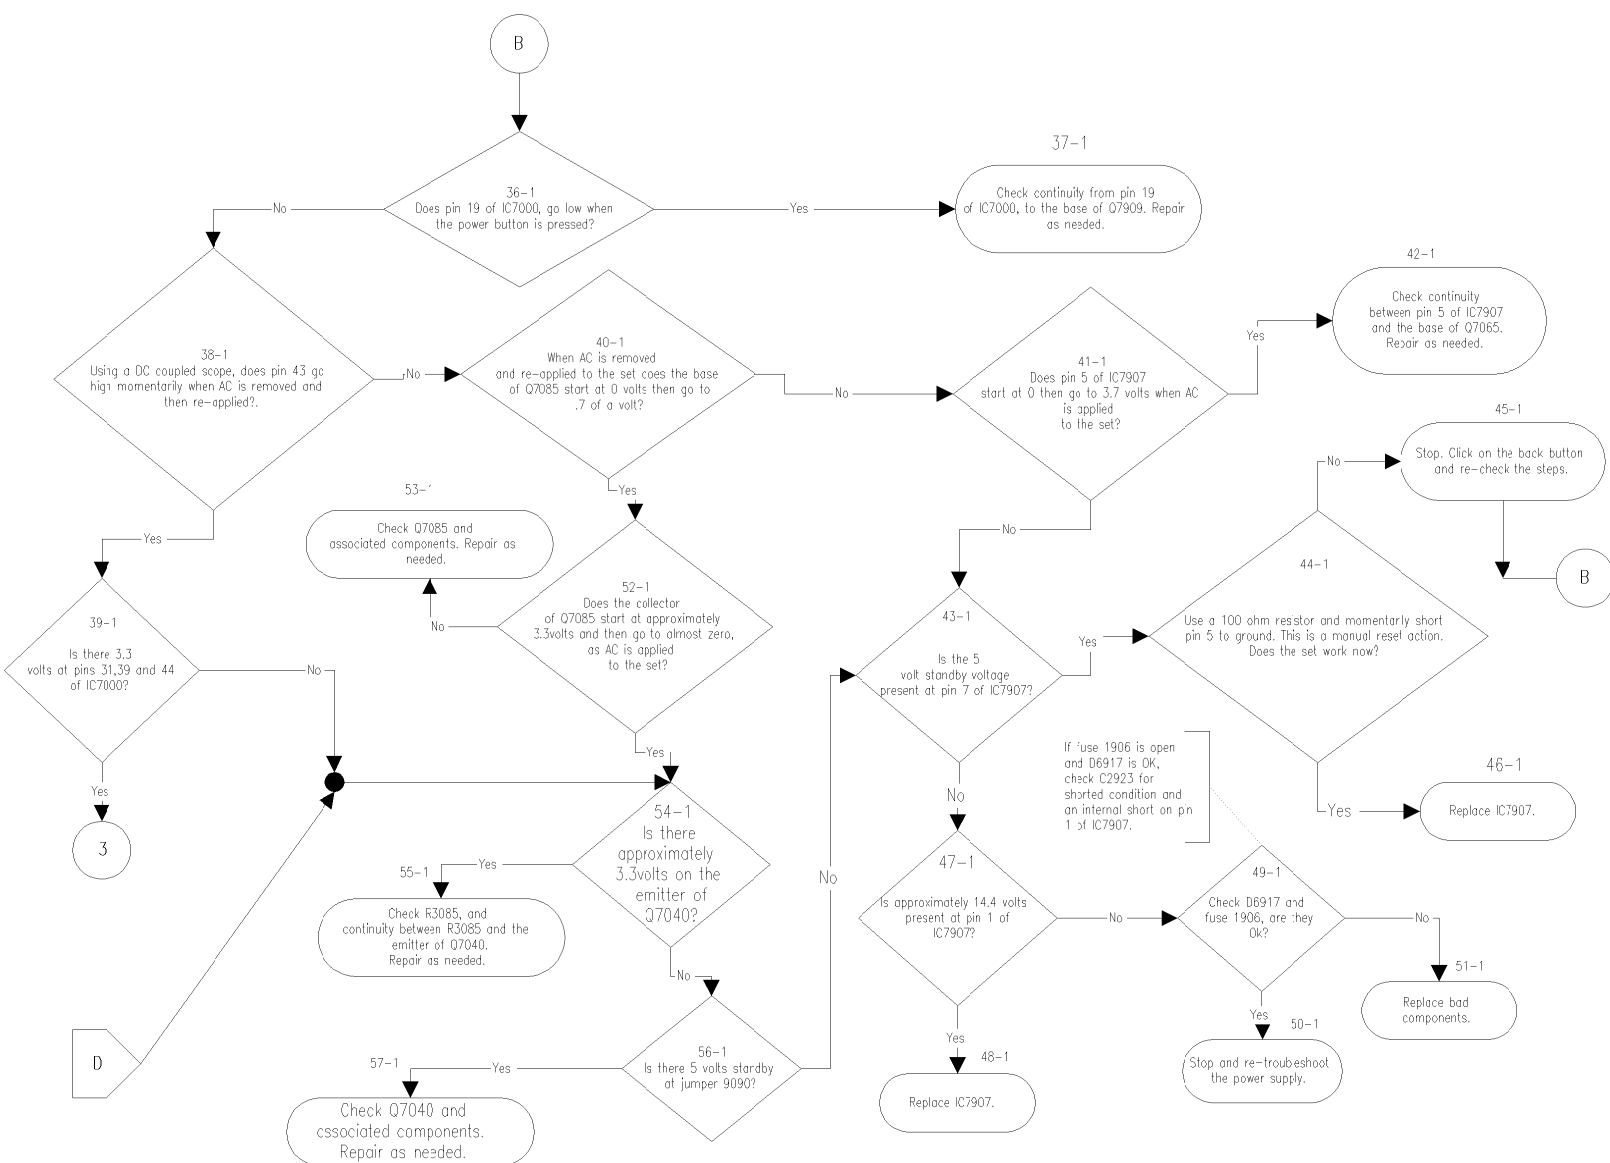 B
36-1
Does pin 19 of IC7000, go low when
the power button is pressed?
No
Yes
37-1
Check continuity from pin 19
of IC7000, to the base of Q7909. Repair
as needed.
38-1
Using a DC coupled scope, does pin 43 go
high momentarily when AC is removed and
then re-applied?.
No
Yes
40-1
When AC is removed
and re-applied to the set coes the base
of Q7085 start at 0 volts then go to
.7 of a volt?
No
Yes
41-1
Does pin 5 of IC7907
start at 0 then go to 3.7 volts when AC
is applied
to the set?
Yes
No
42-1
Check continuity
between pin 5 of IC7907
and the base of Q7065.
Repair as needed.
45-1
Stop. Click on the back button
and re-check the steps.
B
No
44-1
Use a 100 ohm resistor and momentarly short
pin 5 to ground. This is a manual reset action.
Does the set work now?
Yes
46-1
Replace IC7907.
53-1
Check Q7085 and
associated components. Repair as
needed.
No
52-1
Does the collector
of Q7085 start at approximately
3.3volts and then go to almost zero,
as AC is applied
to the set?
Yes
39-1
Is there 3.3
volts at pins 31,39 and 44
of IC7000?
No
Yes
3
43-1
Is the 5
volt standby voltage
present at pin 7 of IC7907?
Yes
No
If fuse 1906 is open
and D6917 is OK,
check C2923 for
shorted condition and
an internal short on pin
1 of IC7907.
54-1
Is there
approximately
3.3volts on the
emitter of
Q7040?
Yes
No
55-1
Check R3085, and
continuity between R3085 and the
emitter of Q7040.
Repair as needed.
47-1
Is approximately 14.4 volts
present at pin 1 of
IC7907?
No
Yes
48-1
Replace IC7907.
49-1
Check D6917 and
fuse 1906, are they
Ok?
No
Yes
51-1
Replace bad
components.
50-1
Stop and re-troubleshoot
the power supply.
D
56-1
Is there 5 volts standby
at jumper 9090?
Yes
No
57-1
Check Q7040 and
cssociated components.
Repair as needed.